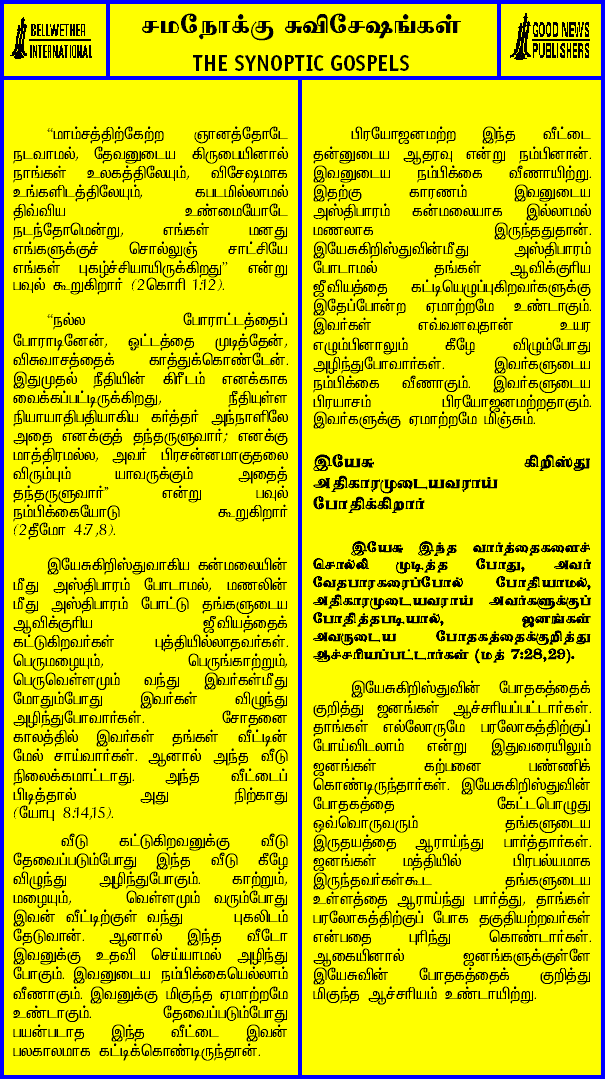 BELLWETHER
INTERNATIONAL
சமநோக்கு சுவிசேஷங்கள்
THE SYNOPTIC GOSPELS
GOOD NEWS
PUBLISHERS
“மாம்சத்திற்கேற்ற ஞானத்தோடே
நடவாமல், தேவனுடைய கிருபையினால்
நாங்கள் உலகத்திலேயும், விசேஷமாக
உங்களிடத்திலேயும், கபடமில்லாமல்
திவ்விய உண்மையோடே
நடந்தோமென்று, எங்கள் மனது
எங்களுக்குச் சொல்லுஞ் சாட்சியே
எங்கள் புகழ்ச்சியாயிருக்கிறது” என்று
பவுல் கூறுகிறார் (2கொரி 1:12).
“நல்ல போராட்டத்தைப்
போராடினேன், ஓட்டத்தை முடித்தேன்,
விசுவாசத்தைக் காத்துக்கொண்டேன்.
இதுமுதல் நீதியின் கிரீடம் எனக்காக
வைக்கப்பட்டிருக்கிறது, நீதியுள்ள
நியாயாதிபதியாகிய கர்த்தர் அந்நாளிலே
அதை எனக்குத் தந்தருளுவார்; எனக்கு
மாத்திரமல்ல, அவர் பிரசன்னமாகுதலை
விரும்பும் யாவருக்கும் அதைத்
தந்தருளுவார்” என்று பவுல்
நம்பிக்கையோடு கூறுகிறார்
(2தீமோ 4:7,8).
இயேசுகிறிஸ்துவாகிய கன்மலையின்
மீது அஸ்திபாரம் போடாமல், மணலின்
மீது அஸ்திபாரம் போட்டு தங்களுடைய
ஆவிக்குரிய ஜீவியத்தைக்
கட்டுகிறவர்கள் புத்தியில்லாதவர்கள்.
பெருமழையும், பெருங்காற்றும்,
பெருவெள்ளமும் வந்து இவர்கள்மீது
மோதும்போது இவர்கள் விழுந்து
அழிந்துபோவார்கள். சோதனை
காலத்தில் இவர்கள் தங்கள் வீட்டின்
மேல் சாய்வார்கள். ஆனால் அந்த வீடு
நிலைக்கமாட்டாது. அந்த வீட்டைப்
பிடித்தால் அது நிற்காது
(யோபு 8:14,15).
வீடு கட்டுகிறவனுக்கு வீடு
தேவைப்படும்போது இந்த வீடு கீழே
விழுந்து அழிந்துபோகும். காற்றும்,
மழையும், வெள்ளமும் வரும்போது
இவன் வீட்டிற்குள் வந்து புகலிடம்
தேடுவான். ஆனால் இந்த வீடோ
இவனுக்கு உதவி செய்யாமல் அழிந்து
போகும். இவனுடைய நம்பிக்கையெல்லாம்
வீணாகும். இவனுக்கு மிகுந்த ஏமாற்றமே
உண்டாகும். தேவைப்படும்போது
பயன்படாத இந்த வீட்டை இவன்
பலகாலமாக கட்டிக்கொண்டிருந்தான்.
பிரயோஜனமற்ற இந்த வீட்டை
தன்னுடைய ஆதரவு என்று நம்பினான்.
இவனுடைய நம்பிக்கை வீணாயிற்று.
இதற்கு காரணம் இவனுடைய
அஸ்திபாரம் கன்மலையாக இல்லாமல்
மணலாக இருந்ததுதான்.
இயேசுகிறிஸ்துவின்மீது அஸ்திபாரம்
போடாமல் தங்கள் ஆவிக்குரிய
ஜீவியத்தை கட்டியெழுப்புகிறவர்களுக்கு
இதேப்போன்ற ஏமாற்றமே உண்டாகும்.
இவர்கள் எவ்வளவுதான் உயர
எழும்பினாலும் கீழே விழும்போது
அழிந்துபோவார்கள். இவர்களுடைய
நம்பிக்கை வீணாகும். இவர்களுடைய
பிரயாசம் பிரயோஜனமற்றதாகும்.
இவர்களுக்கு ஏமாற்றமே மிஞ்சும்.
இயேசு கிறிஸ்து
அதிகாரமுடையவராய்
போதிக்கிறார்
இயேசு இந்த வார்த்தைகளைச்
சொல்லி முடித்த போது, அவர்
வேதபாரகரைப்போல் போதியாமல்,
அதிகாரமுடையவராய் அவர்களுக்குப்
போதித்தபடியால், ஜனங்கள்
அவருடைய போதகத்தைக்குறித்து
ஆச்சரியப்பட்டார்கள் (மத் 7:28,29).
இயேசுகிறிஸ்துவின் போதகத்தைக்
குறித்து ஜனங்கள் ஆச்சரியப்பட்டார்கள்.
தாங்கள் எல்லோருமே பரலோகத்திற்குப்
போய்விடலாம் என்று இதுவரையிலும்
ஜனங்கள் கற்பனை பண்ணிக்
கொண்டிருந்தார்கள். இயேசுகிறிஸ்துவின்
போதகத்தை கேட்டபொழுது
ஒவ்வொருவரும் தங்களுடைய
இருதயத்தை ஆராய்ந்து பார்த்தார்கள்.
ஜனங்கள் மத்தியில் பிரபல்யமாக
இருந்தவர்கள்கூட தங்களுடைய
உள்ளத்தை ஆராய்ந்து பார்த்து, தாங்கள்
பரலோகத்திற்குப் போக தகுதியற்றவர்கள்
என்பதை புரிந்து கொண்டார்கள்.
ஆகையினால் ஜனங்களுக்குள்ளே
இயேசுவின் போதகத்தைக் குறித்து
மிகுந்த ஆச்சரியம் உண்டாயிற்று.